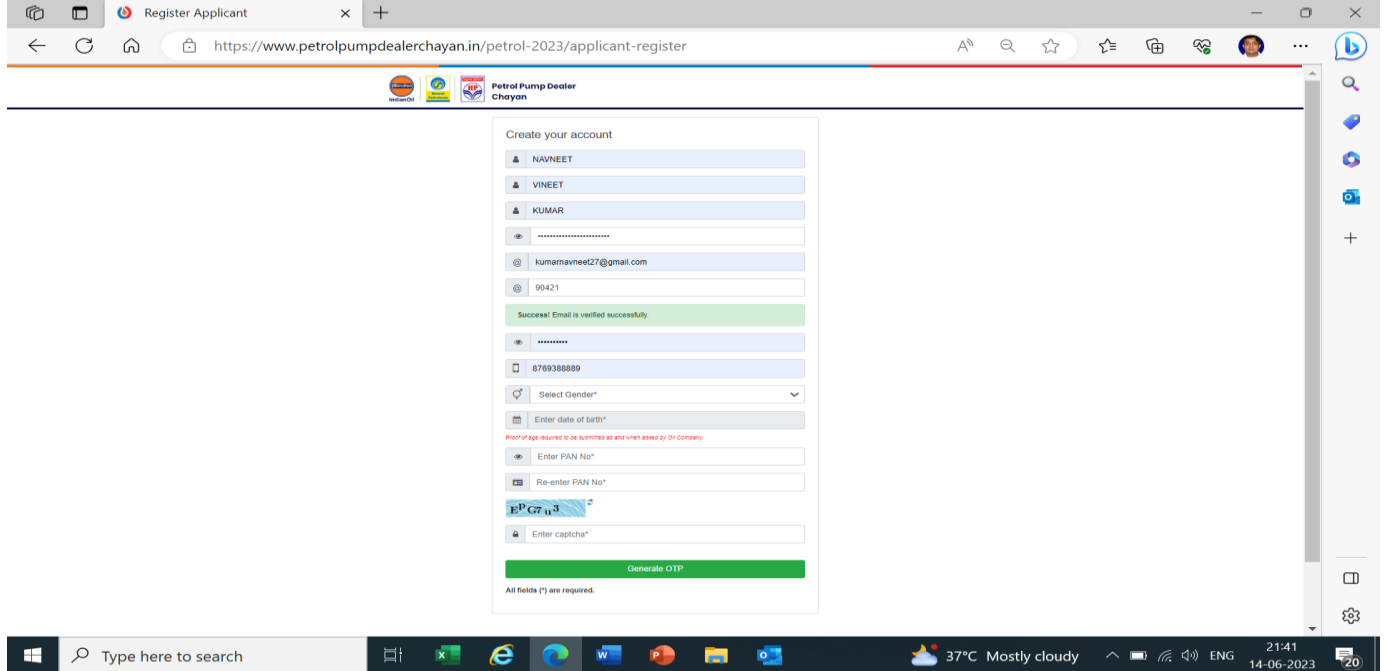 Register Applicant
https://www.petrolpumpdealerchayan.in/petrol-2023/applicant-register
IndianOil
Petrol Pump Dealer
Chayan
Create your account
NAVNEET
VINEET
KUMAR
kumarnavneet27@gmail.com
90421
Success! Email is verified successfully.
8769388889
Select Gender*
Enter date of birth*
Proof of age required to be submitted as and when asked by Oil Company.
Enter PAN No*
Re-enter PAN No*
EPG7u3
Enter captcha*
Generate OTP
All fields (*) are required.
Type here to search
37°C Mostly cloudy
ENG
21:41
14-06-2023
20